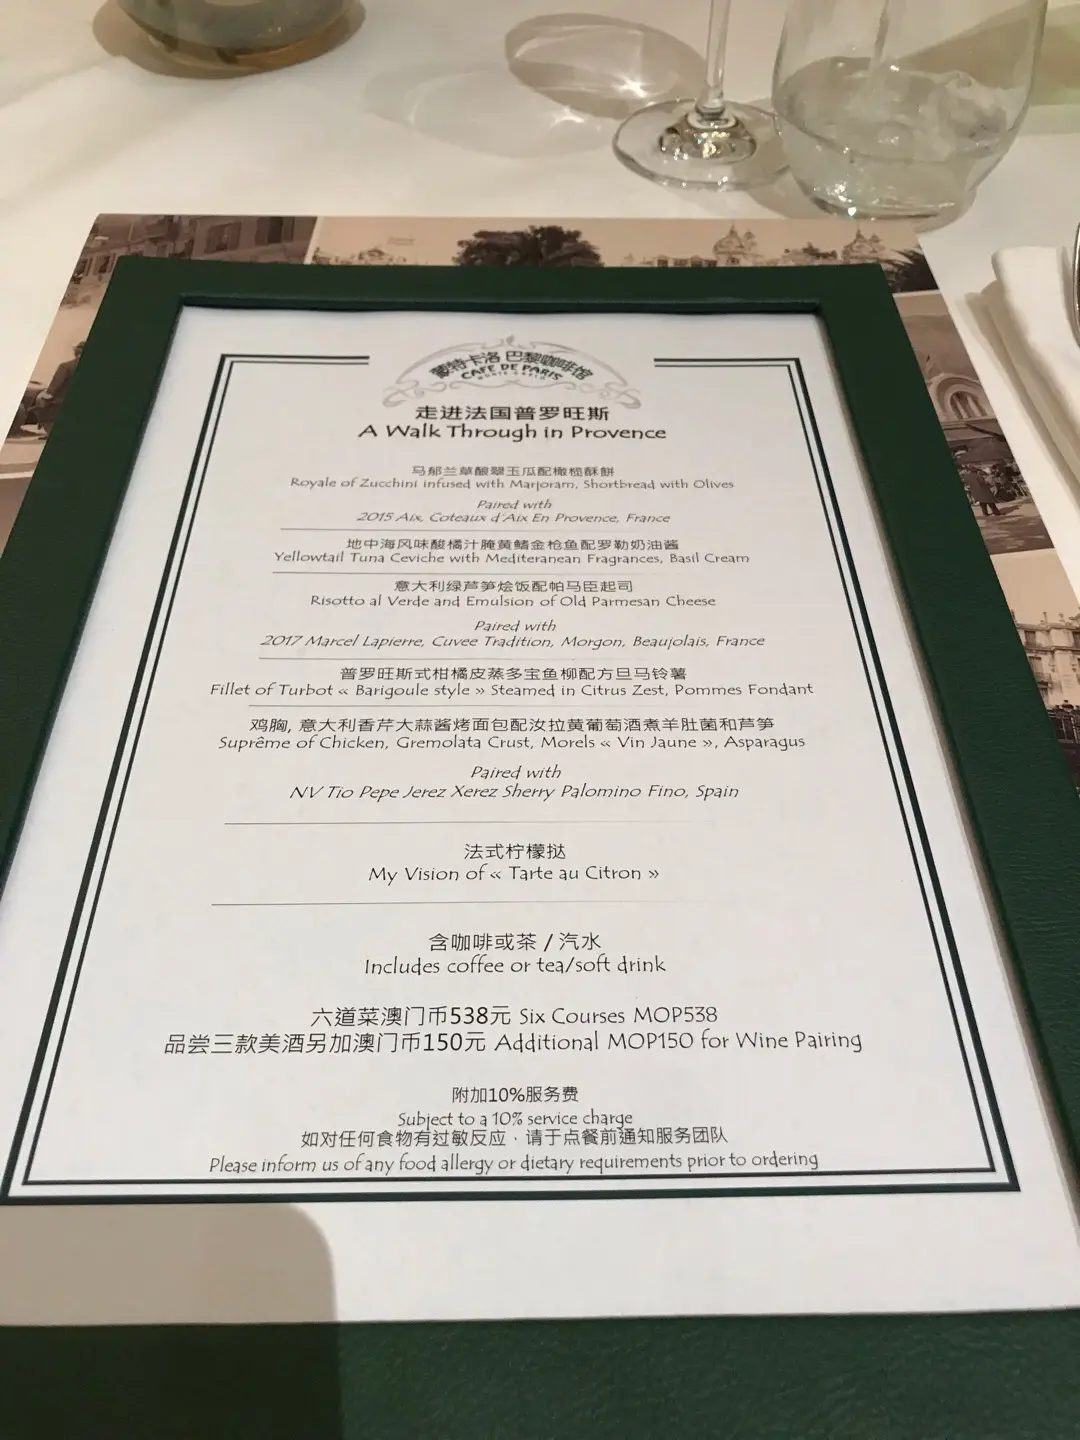 蒙特卡洛 巴黎咖啡馆
CAFE DE PARIS
MONTE-CARLO
走进法国普罗旺斯
A Walk Through in Provence
马郁兰草酸翠玉瓜配橄榄酥餅
Royale of Zucchini infused with Marjoram, Shortbread with Olives
Paired with
2015 Aix, Coteaux d'Aix En Provence, France
地中海风味酸橘汁腌黄鳍金枪鱼配罗勒奶油酱
Yellowtail Tuna Ceviche with Mediteranean Fragrances, Basil Cream
意大利绿芦笋烩饭配帕马臣起司
Risotto al Verde and Emulsion of Old Parmesan Cheese
Paired with
2017 Marcel Lapierre, Cuvee Tradition, Morgon, Beaujolais, France
普罗旺斯式柑橘皮蒸多宝鱼柳配方旦马铃薯
Fillet of Turbot « Barigoule style » Steamed in Citrus Zest, Pommes Fondant
鸡胸, 意大利香芹大蒜酱烤面包配汝拉黄葡萄酒煮羊肚菌和芦笋
Suprême of Chicken, Gremolata Crust, Morels « Vin Jaune », Asparagus
Paired with
NV Tio Pepe Jerez Xerez Sherry Palomino Fino, Spain
法式柠檬挞
My Vision of « Tarte au Citron »
含咖啡或茶 / 汽水
Includes coffee or tea/soft drink
六道菜澳门币538元 Six Courses MOP538
品尝三款美酒另加澳门币150元 Additional MOP150 for Wine Pairing
附加10%服务费
Subject to a 10% service charge
如对任何食物有过敏反应，请于点餐前通知服务团队
Please inform us of any food allergy or dietary requirements prior to ordering